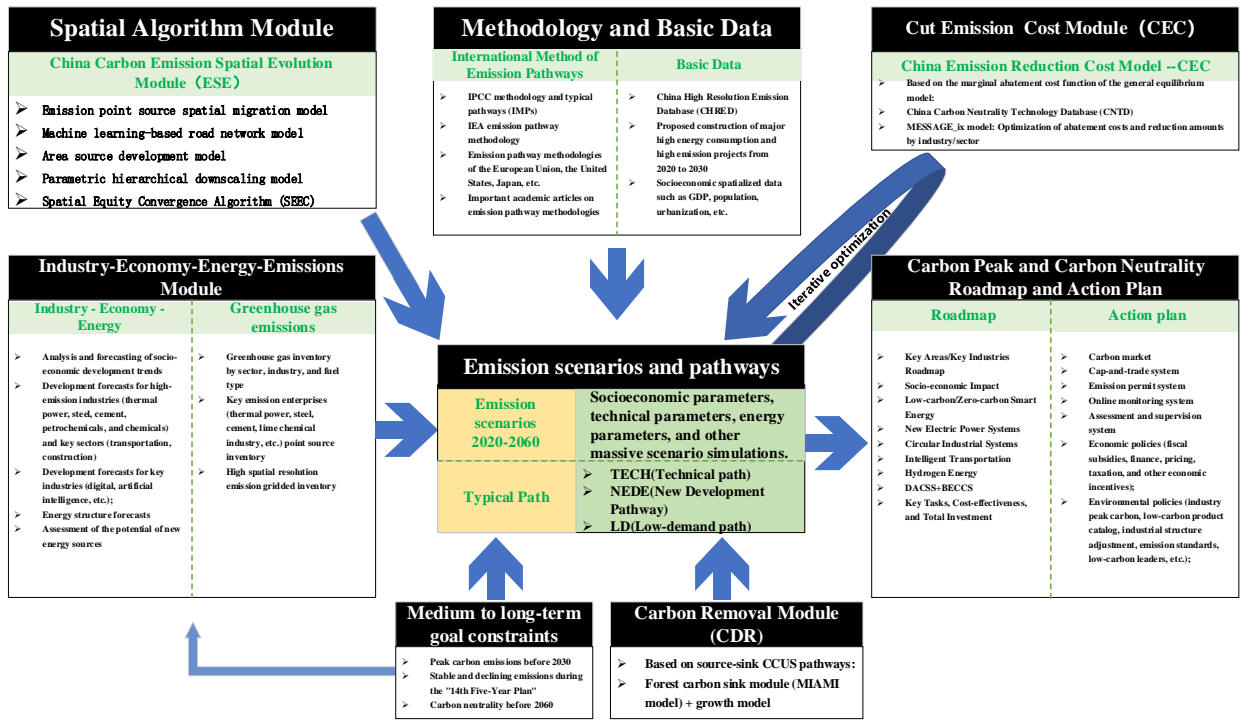 Spatial Algorithm Module
China Carbon Emission Spatial Evolution
Module（ESE）
Emission point source spatial migration model
Machine learning-based road network model
Area source development model
Parametric hierarchical downscaling model
Spatial Equity Convergence Algorithm (SEEC)
Methodology and Basic Data
International Method of
Emission Pathways
IPCC methodology and typical
pathways (IMPs)
IEA emission pathway
methodology
Emission pathway methodologies
of the European Union, the United
States, Japan, etc.
Important academic articles on
emission pathway methodologies
Basic Data
China High Resolution Emission
Database (CHRED)
Proposed construction of major
high energy consumption and
high emission projects from
2020 to 2030
Socioeconomic spatialized data
such as GDP, population,
urbanization, etc.
Cut Emission Cost Module（CEC）
China Emission Reduction Cost Model --CEC
Based on the marginal abatement cost function of the general equilibrium
model:
China Carbon Neutrality Technology Database (CNTD)
MESSAGE_ix model: Optimization of abatement costs and reduction amounts
by industry/sector
Iterative optimization
Industry-Economy-Energy-Emissions
Module
Industry - Economy -
Energy
Analysis and forecasting of socio-
economic development trends
Development forecasts for high-
emission industries (thermal
power, steel, cement,
petrochemicals, and chemicals)
and key sectors (transportation,
construction)
Development forecasts for key
industries (digital, artificial
intelligence, etc.);
Energy structure forecasts
Assessment of the potential of new
energy sources
Greenhouse gas
emissions
Greenhouse gas inventory
by sector, industry, and fuel
type
Key emission enterprises
(thermal power, steel,
cement, lime chemical
industry, etc.) point source
inventory
High spatial resolution
emission gridded inventory
Emission scenarios and pathways
Emission
scenarios
2020-2060
Socioeconomic parameters,
technical parameters, energy
parameters, and other
massive scenario simulations.
Typical Path
TECH(Technical path)
NEDE(New Development
Pathway)
LD(Low-demand path)
Carbon Peak and Carbon Neutrality
Roadmap and Action Plan
Roadmap
Key Areas/Key Industries
Roadmap
Socio-economic Impact
Low-carbon/Zero-carbon Smart
Energy
New Electric Power Systems
Circular Industrial Systems
Intelligent Transportation
Hydrogen Energy
DACSS+BECCS
Key Tasks, Cost-effectiveness,
and Total Investment
Action plan
Carbon market
Cap-and-trade system
Emission permit system
Online monitoring system
Assessment and supervision
system
Economic policies (fiscal
subsidies, finance, pricing,
taxation, and other economic
incentives);
Environmental policies (industry
peak carbon, low-carbon product
catalog, industrial structure
adjustment, emission standards,
low-carbon leaders, etc.);
Medium to long-term
goal constraints
Peak carbon emissions before 2030
Stable and declining emissions during
the "14th Five-Year Plan"
Carbon neutrality before 2060
Carbon Removal Module
(CDR)
Based on source-sink CCUS pathways:
Forest carbon sink module (MIAMI
model) + growth model